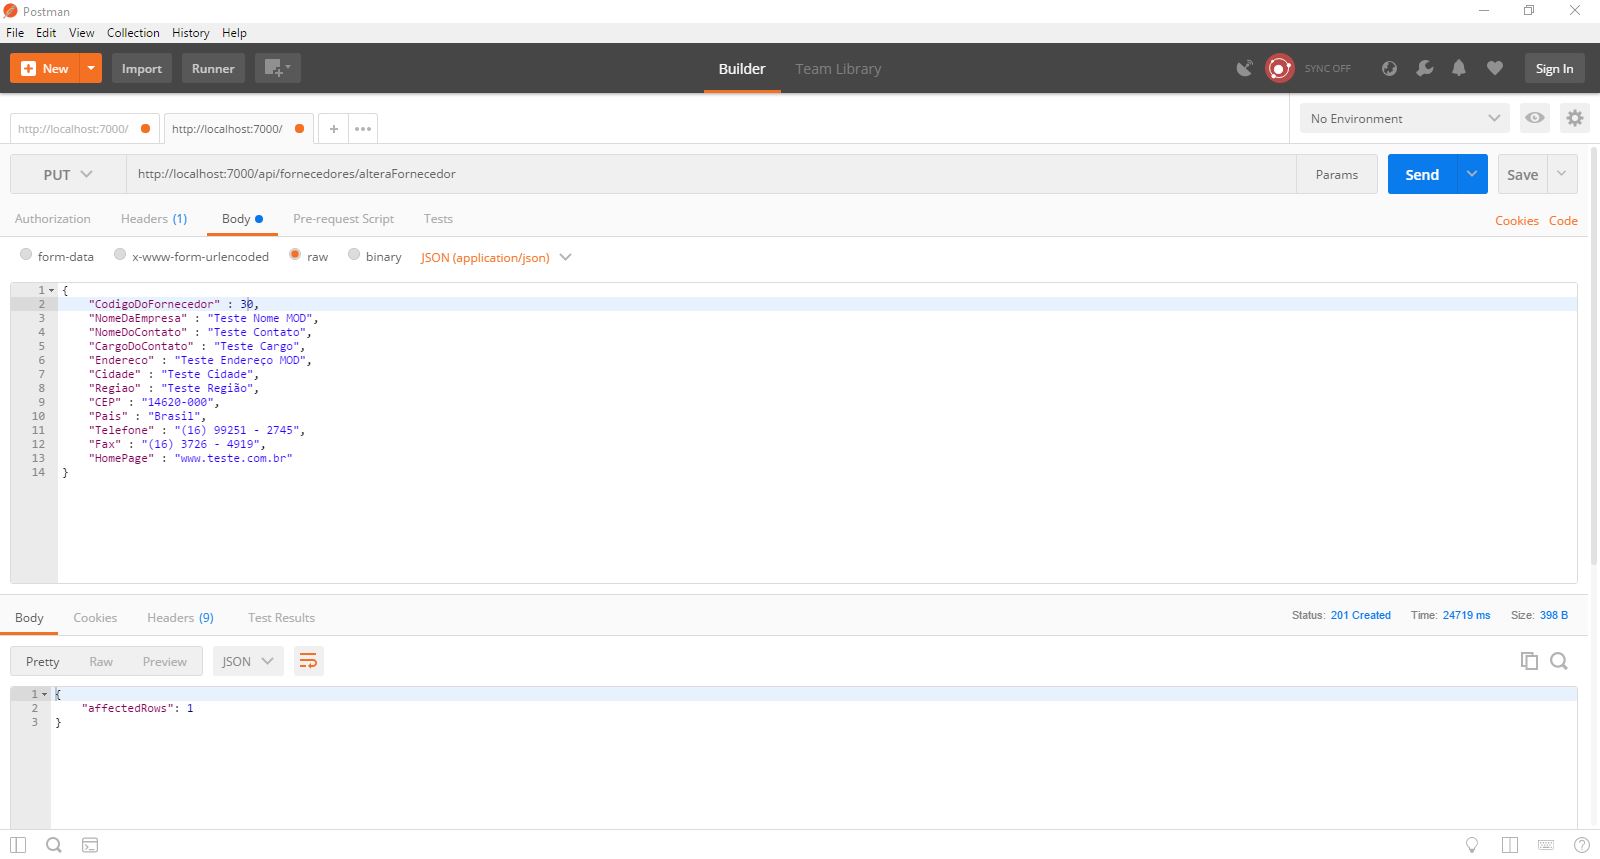 Postman
File Edit View Collection History Help
New Import Runner Builder Team Library SYNC OFF Sign In
http://localhost:7000/ http://localhost:7000/ + ••• No Environment
PUT http://localhost:7000/api/fornecedores/alteraFornecedor Params Send Save
Authorization Headers (1) Body Pre-request Script Tests Cookies Code
form-data x-www-form-urlencoded raw binary JSON (application/json)
1 {
2 "CodigoDoFornecedor" : 30,
3 "NomeDaEmpresa" : "Teste Nome MOD",
4 "NomeDoContato" : "Teste Contato",
5 "CargoDoContato" : "Teste Cargo",
6 "Endereco" : "Teste Endereço MOD",
7 "Cidade" : "Teste Cidade",
8 "Regiao" : "Teste Região",
9 "CEP" : "14620-000",
10 "Pais" : "Brasil",
11 "Telefone" : "(16) 99251 - 2745",
12 "Fax" : "(16) 3726 - 4919",
13 "HomePage" : "www.teste.com.br"
14 }
Body Cookies Headers (9) Test Results Status: 201 Created Time: 24719 ms Size: 398 B
Pretty Raw Preview JSON
1 {
2 "affectedRows": 1
3 }